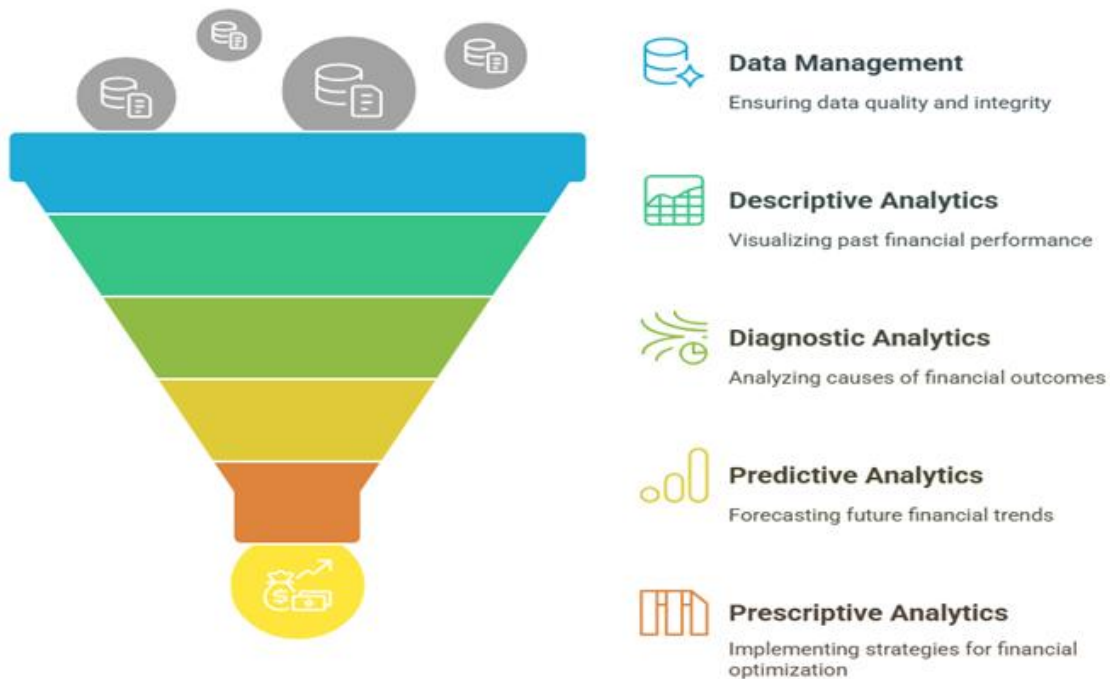 Data Management
Ensuring data quality and integrity
Descriptive Analytics
Visualizing past financial performance
Diagnostic Analytics
Analyzing causes of financial outcomes
Predictive Analytics
Forecasting future financial trends
Prescriptive Analytics
Implementing strategies for financial
optimization